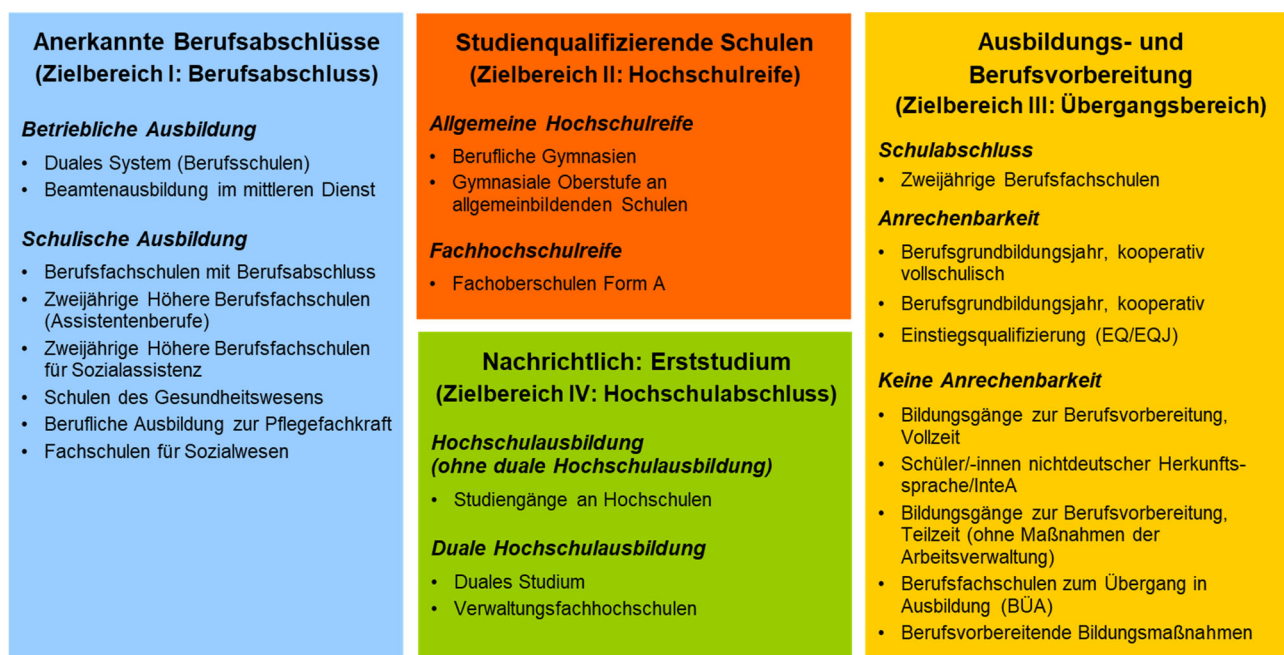 Anerkannte Berufsabschlüsse
(Zielbereich I: Berufsabschluss)
Betriebliche Ausbildung
• Duales System (Berufsschulen)
• Beamtenausbildung im mittleren Dienst
Schulische Ausbildung
• Berufsfachschulen mit Berufsabschluss
• Zweijährige Höhere Berufsfachschulen
(Assistentenberufe)
• Zweijährige Höhere Berufsfachschulen
für Sozialassistenz
• Schulen des Gesundheitswesens
• Berufliche Ausbildung zur Pflegefachkraft
• Fachschulen für Sozialwesen
Studienqualifizierende Schulen
(Zielbereich II: Hochschulreife)
Allgemeine Hochschulreife
• Berufliche Gymnasien
• Gymnasiale Oberstufe an
allgemeinbildenden Schulen
Fachhochschulreife
• Fachoberschulen Form A
Nachrichtlich: Erststudium
(Zielbereich IV: Hochschulabschluss)
Hochschulausbildung
(ohne duale Hochschulausbildung)
• Studiengänge an Hochschulen
Duale Hochschulausbildung
• Duales Studium
• Verwaltungsfachhochschulen
Ausbildungs- und
Berufsvorbereitung
(Zielbereich III: Übergangsbereich)
Schulabschluss
• Zweijährige Berufsfachschulen
Anrechenbarkeit
• Berufsgrundbildungsjahr, kooperativ
vollschulisch
• Berufsgrundbildungsjahr, kooperativ
• Einstiegsqualifizierung (EQ/EQJ)
Keine Anrechenbarkeit
• Bildungsgänge zur Berufsvorbereitung,
Vollzeit
• Schüler/-innen nichtdeutscher Herkunfts-
sprache/InteA
• Bildungsgänge zur Berufsvorbereitung,
Teilzeit (ohne Maßnahmen der
Arbeitsverwaltung)
• Berufsfachschulen zum Übergang in
Ausbildung (BÜA)
• Berufsvorbereitende Bildungsmaßnahmen